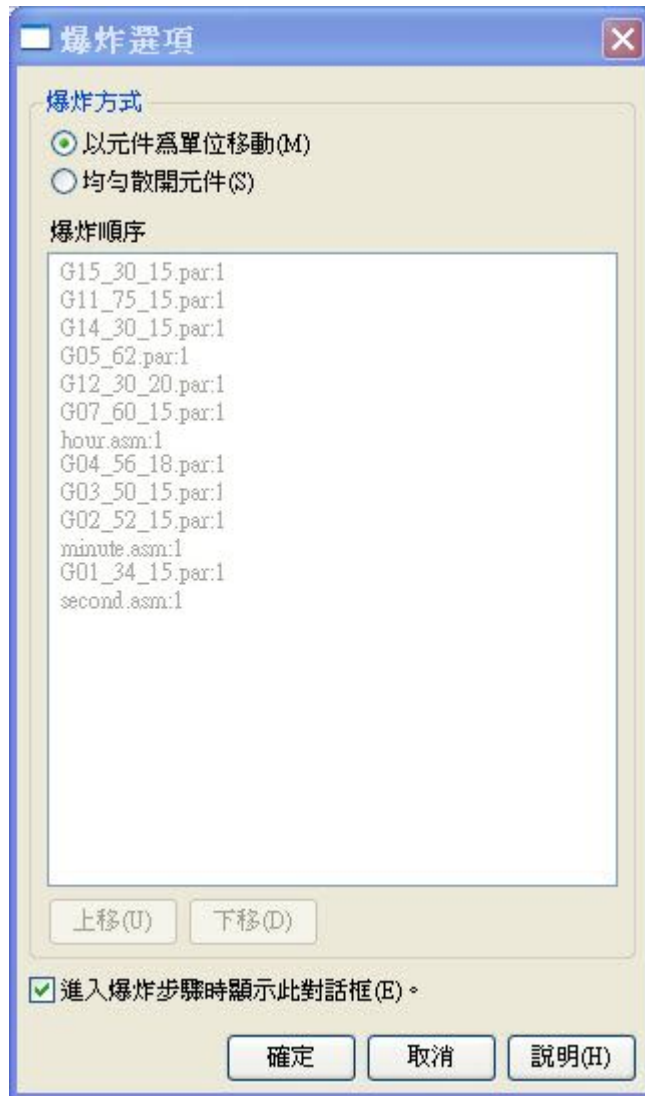 爆炸選項
爆炸方式
以元件爲單位移動(M)
均勻散開元件(S)
爆炸順序
G15_30_15.par:1
G11_75_15.par:1
G14_30_15.par:1
G05_62.par:1
G12_30_20.par:1
G07_60_15.par:1
hour.asm:1
G04_56_18.par:1
G03_50_15.par:1
G02_52_15.par:1
minute.asm:1
G01_34_15.par:1
second.asm:1
上移(U) 下移(D)
進入爆炸步驟時顯示此對話框(E)。
確定 取消 説明(H)